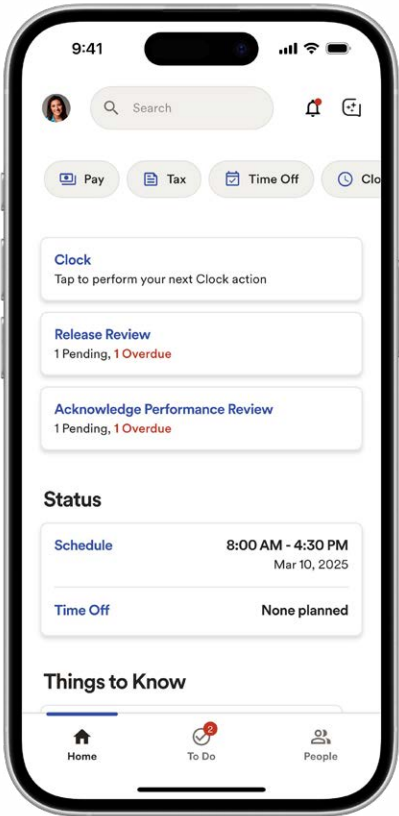 9:41
Search
Pay
Tax
Time Off
Clo
Clock
Tap to perform your next Clock action
Release Review
1 Pending, 1 Overdue
Acknowledge Performance Review
1 Pending, 1 Overdue
Status
Schedule
8:00 AM - 4:30 PM
Mar 10, 2025
Time Off
None planned
Things to Know
2
Home
To Do
People